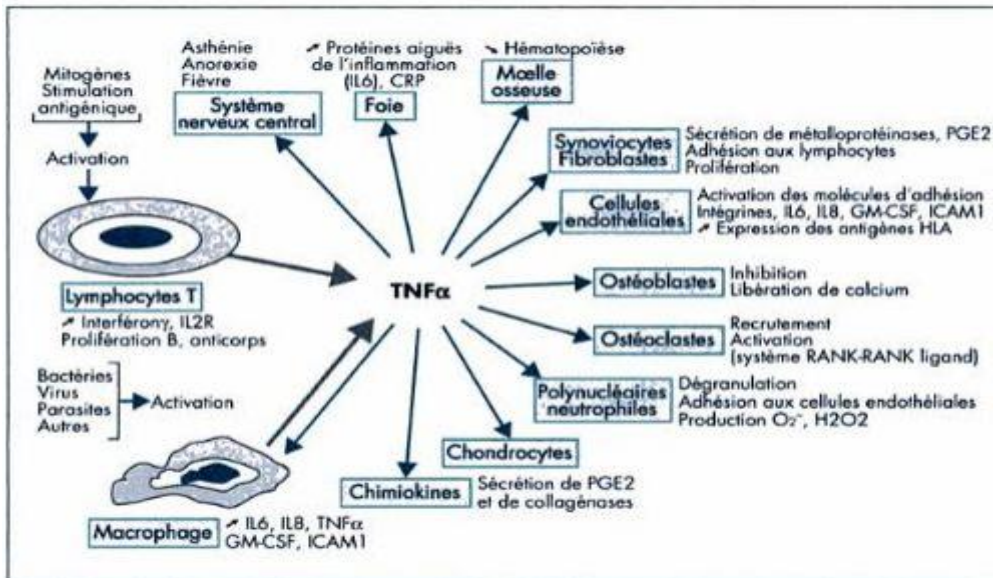 Mitogènes
Stimulation
antigénique
Activation
Lymphocytes T
↗ Interféronγ, IL2R
Prolifération B, anticorps
Bactéries
Virus
Parasites
Autres
Activation
Macrophage
↗ IL6, IL8, TNFα
GM-CSF, ICAM1
Asthénie
Anorexie
Fièvre
Système
nerveux central
↗ Protéines aiguës
de l'inflammation
(IL6), CRP
Foie
↘ Hématopoïèse
Mœlle
osseuse
Synoviocytes
Fibroblastes
Sécrétion de métalloprotéinases, PGE2
Adhésion aux lymphocytes
Prolifération
Cellules
endothéliales
Activation des molécules d'adhésion
Intégrines, IL6, IL8, GM-CSF, ICAM1
↗ Expression des antigènes HLA
TNFα
Ostéoblastes
Inhibition
Libération de calcium
Ostéoclastes
Recrutement
Activation
(système RANK-RANK ligand)
Polynucléaires
neutrophiles
Dégranulation
Adhésion aux cellules endothéliales
Production O₂⁻, H2O2
Chondrocytes
Chimiokines
Sécrétion de PGE2
et de collagénases